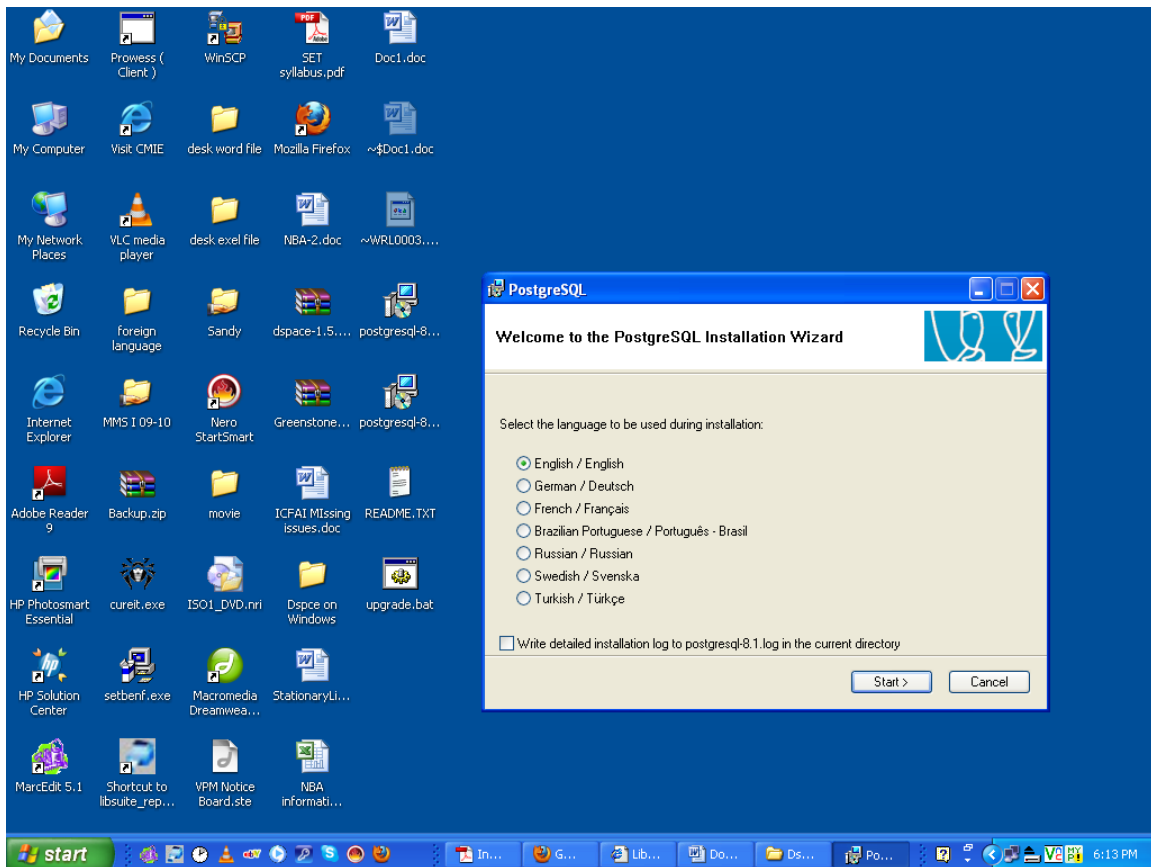 My Documents
Prowess (
Client )
WinSCP
PDF
Adobe
SET
syllabus.pdf
Doc1.doc
My Computer
Visit CMIE
desk word file
Mozilla Firefox
~$Doc1.doc
My Network
Places
VLC media
player
desk exel file
NBA-2.doc
~WRL0003....
Recycle Bin
foreign
language
Sandy
dspace-1.5....
postgresql-8...
Internet
Explorer
MMS I 09-10
Nero
StartSmart
Greenstone...
postgresql-8...
Adobe Reader
9
Backup.zip
movie
ICFAI MIssing
issues.doc
README.TXT
HP Photosmart
Essential
cureit.exe
ISO1_DVD.nri
Dspce on
Windows
upgrade.bat
HP Solution
Center
setbenf.exe
Macromedia
Dreamwea...
StationaryLi...
MarcEdit 5.1
Shortcut to
libsuite_rep...
VPM Notice
Board.ste
NBA
informati...
PostgreSQL
Welcome to the PostgreSQL Installation Wizard
Select the language to be used during installation:
English / English
German / Deutsch
French / Français
Brazilian Portuguese / Português - Brasil
Russian / Russian
Swedish / Svenska
Turkish / Türkçe
Write detailed installation log to postgresql-8.1.log in the current directory
Start >
Cancel
start
In...
G...
Lib...
Do...
Ds...
Po...
6:13 PM